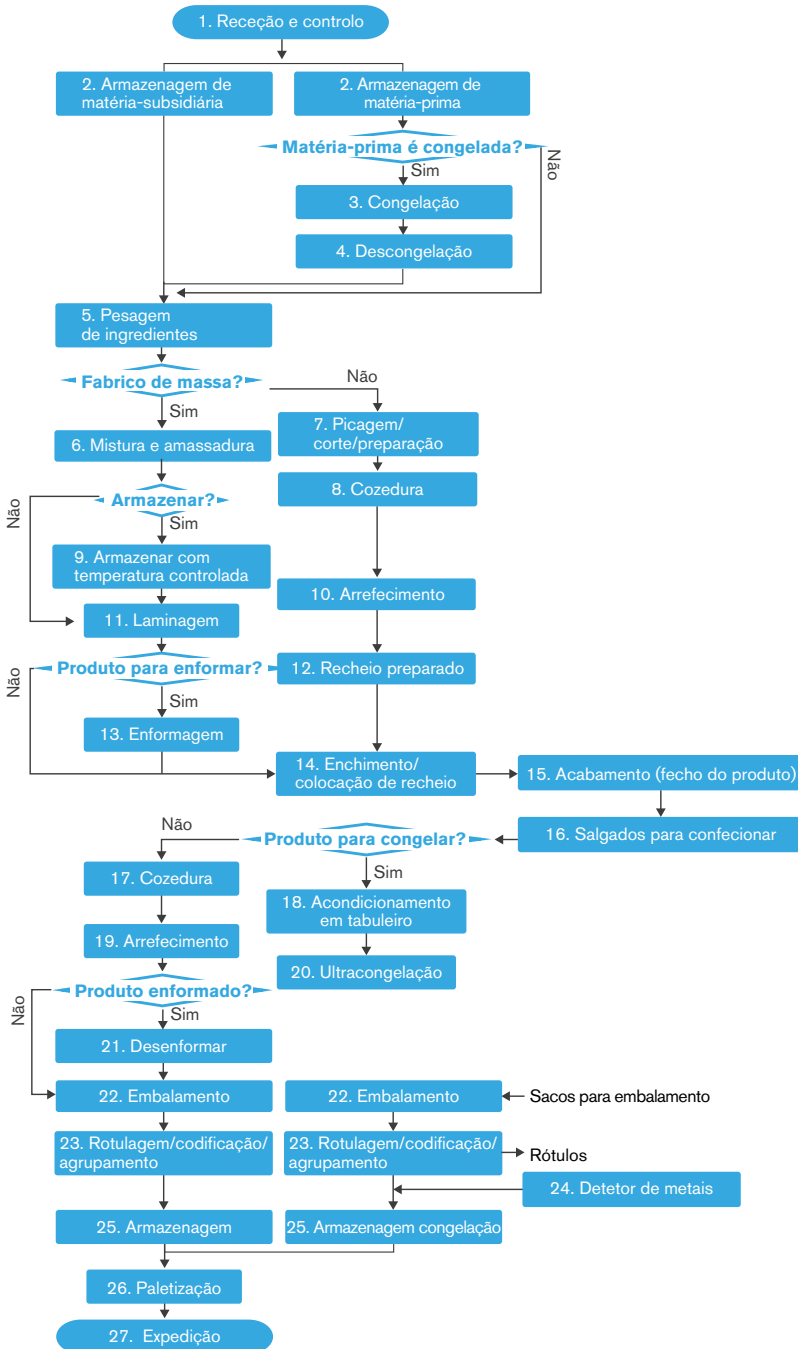 1. Receção e controlo
2. Armazenagem de
matéria-subsidiária
2. Armazenagem de
matéria-prima
Matéria-prima é congelada?
Não
Sim
3. Congelação
4. Descongelação
5. Pesagem
de ingredientes
Fabrico de massa?
Não
Sim
7. Picagem/
corte/preparação
6. Mistura e amassadura
8. Cozedura
Armazenar?
Não
Sim
9. Armazenar com
temperatura controlada
10. Arrefecimento
11. Laminagem
Produto para enformar?
12. Recheio preparado
Não
Sim
13. Enformagem
14. Enchimento/
colocação de recheio
15. Acabamento (fecho do produto)
16. Salgados para confecionar
Não
Produto para congelar?
Sim
17. Cozedura
18. Acondicionamento
em tabuleiro
19. Arrefecimento
20. Ultracongelação
Produto enformado?
Não
Sim
21. Desenformar
22. Embalamento
22. Embalamento
Sacos para embalamento
23. Rotulagem/codificação/
agrupamento
23. Rotulagem/codificação/
agrupamento
Rótulos
24. Detetor de metais
25. Armazenagem
25. Armazenagem congelação
26. Paletização
27. Expedição